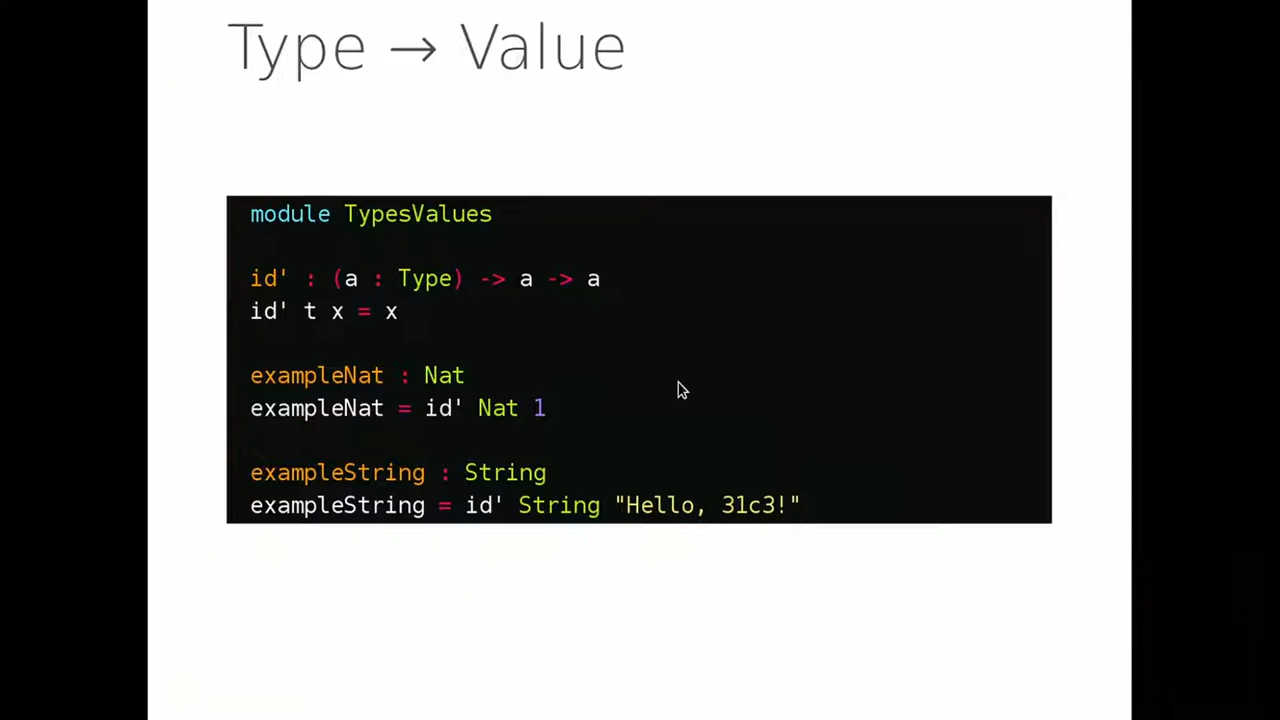 Type → Value
module TypesValues
id' : (a : Type) -> a -> a
id' t x = x
exampleNat : Nat
exampleNat = id' Nat 1
exampleString : String
exampleString = id' String "Hello, 31c3!"